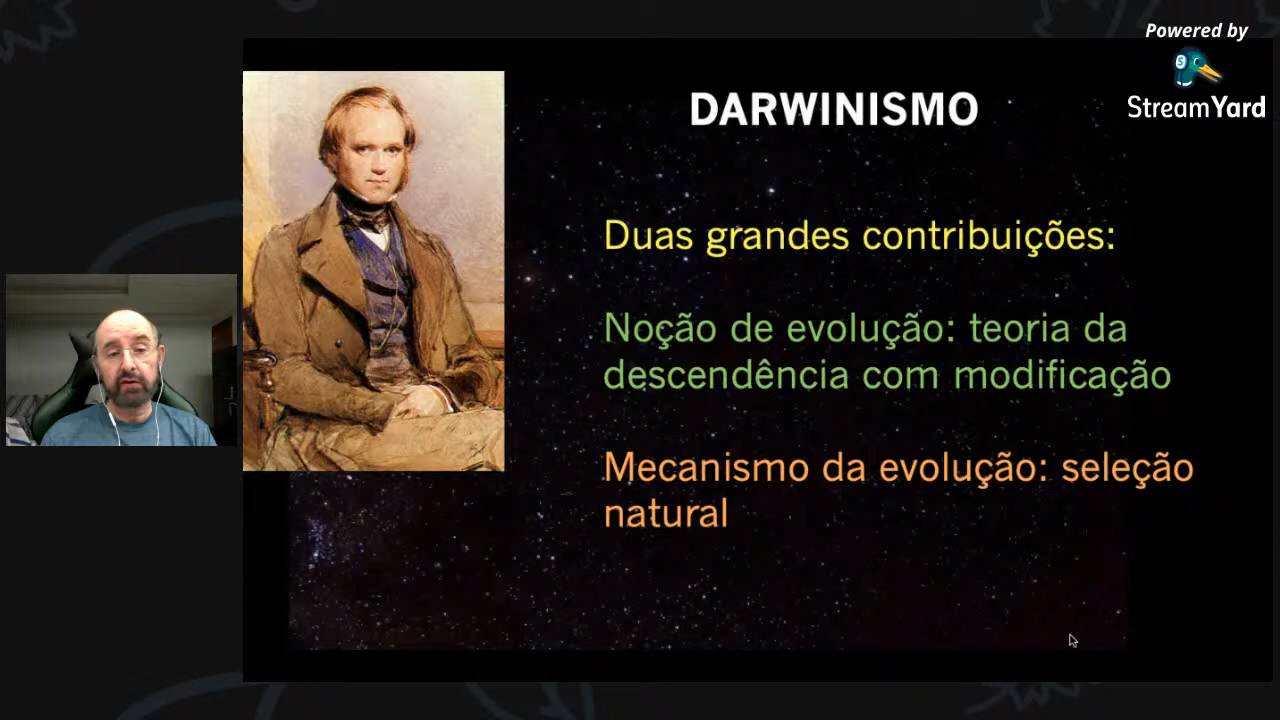 Powered by
StreamYard
DARWINISMO
Duas grandes contribuições:
Noção de evolução: teoria da
descendência com modificação
Mecanismo da evolução: seleção
natural